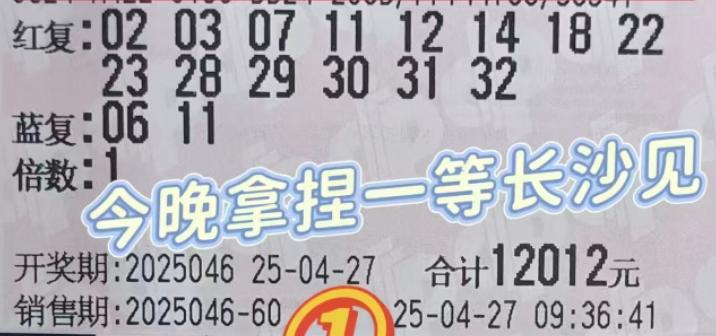 红复:02 03 07 11 12 14 18 22
23 28 29 30 31 32
蓝复:06 11
倍数:1
今晚拿捏一等长沙见
开奖期:2025046 25-04-27 合计12012元
销售期:2025046-60 25-04-27 09:36:41
1